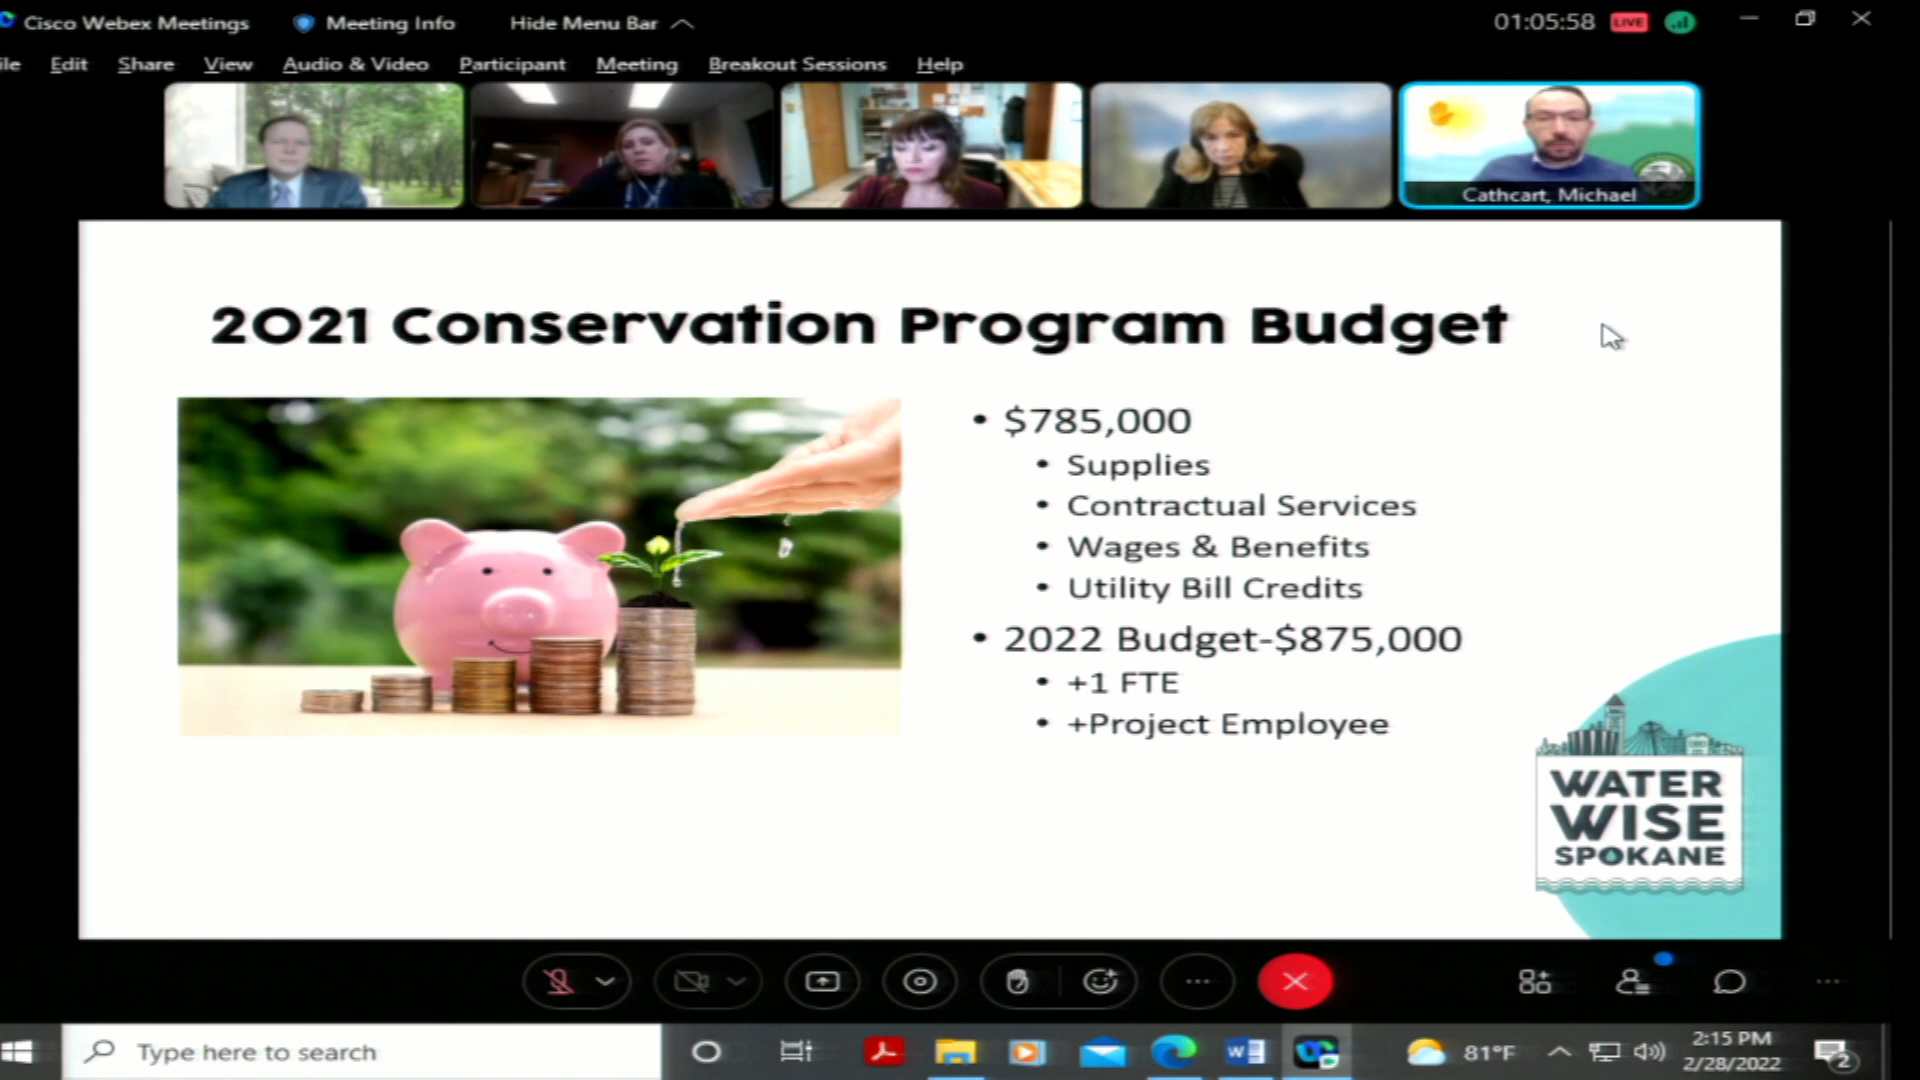 Cisco Webex Meetings
Meeting Info
Hide Menu Bar
01:05:58
LIVE
ile Edit Share View Audio & Video Participant Meeting Breakout Sessions Help
Cathcart, Michael
2021 Conservation Program Budget
• $785,000
• Supplies
• Contractual Services
• Wages & Benefits
• Utility Bill Credits
• 2022 Budget-$875,000
• +1 FTE
• +Project Employee
WATER
WISE
SPOKANE
Type here to search
81°F
2:15 PM
2/28/2022
2